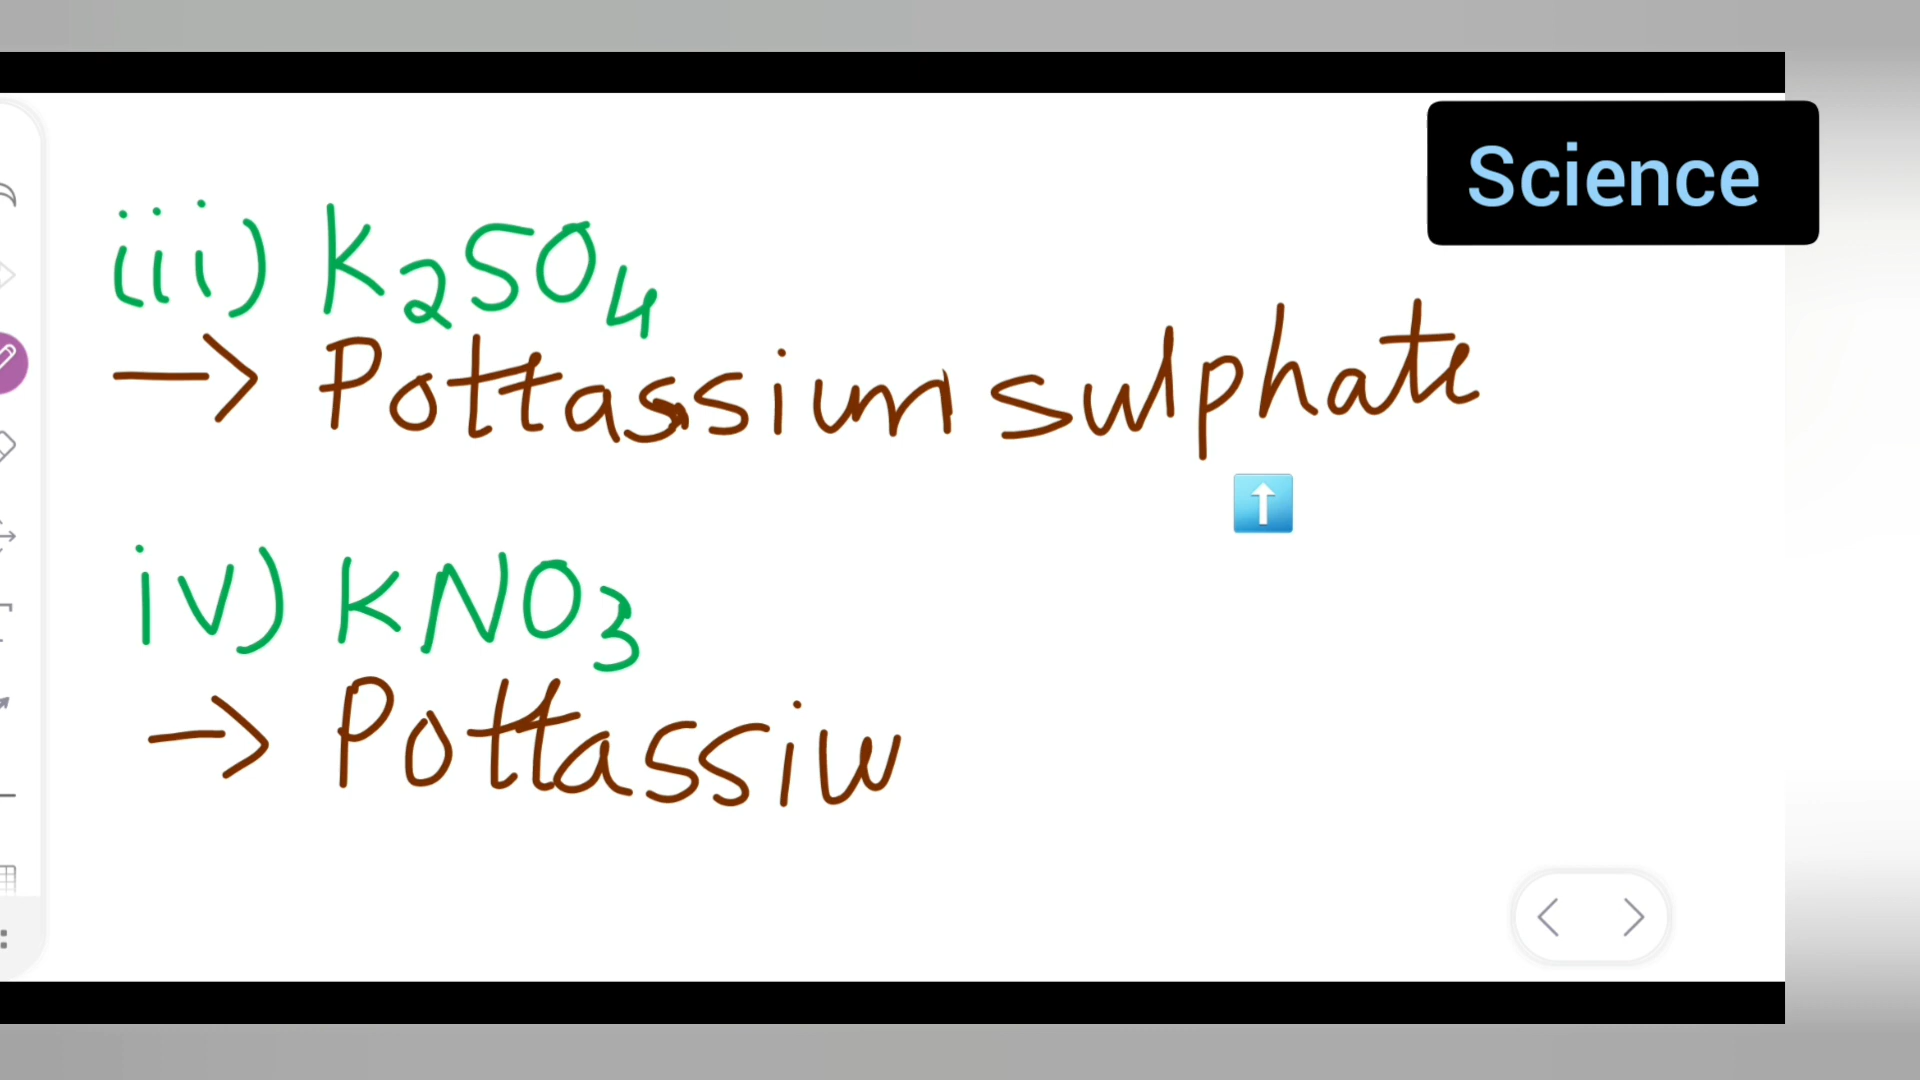 Science
iii) K₂SO₄
→ Pottassium sulphate
iv) KNO₃
→ Pottassiu